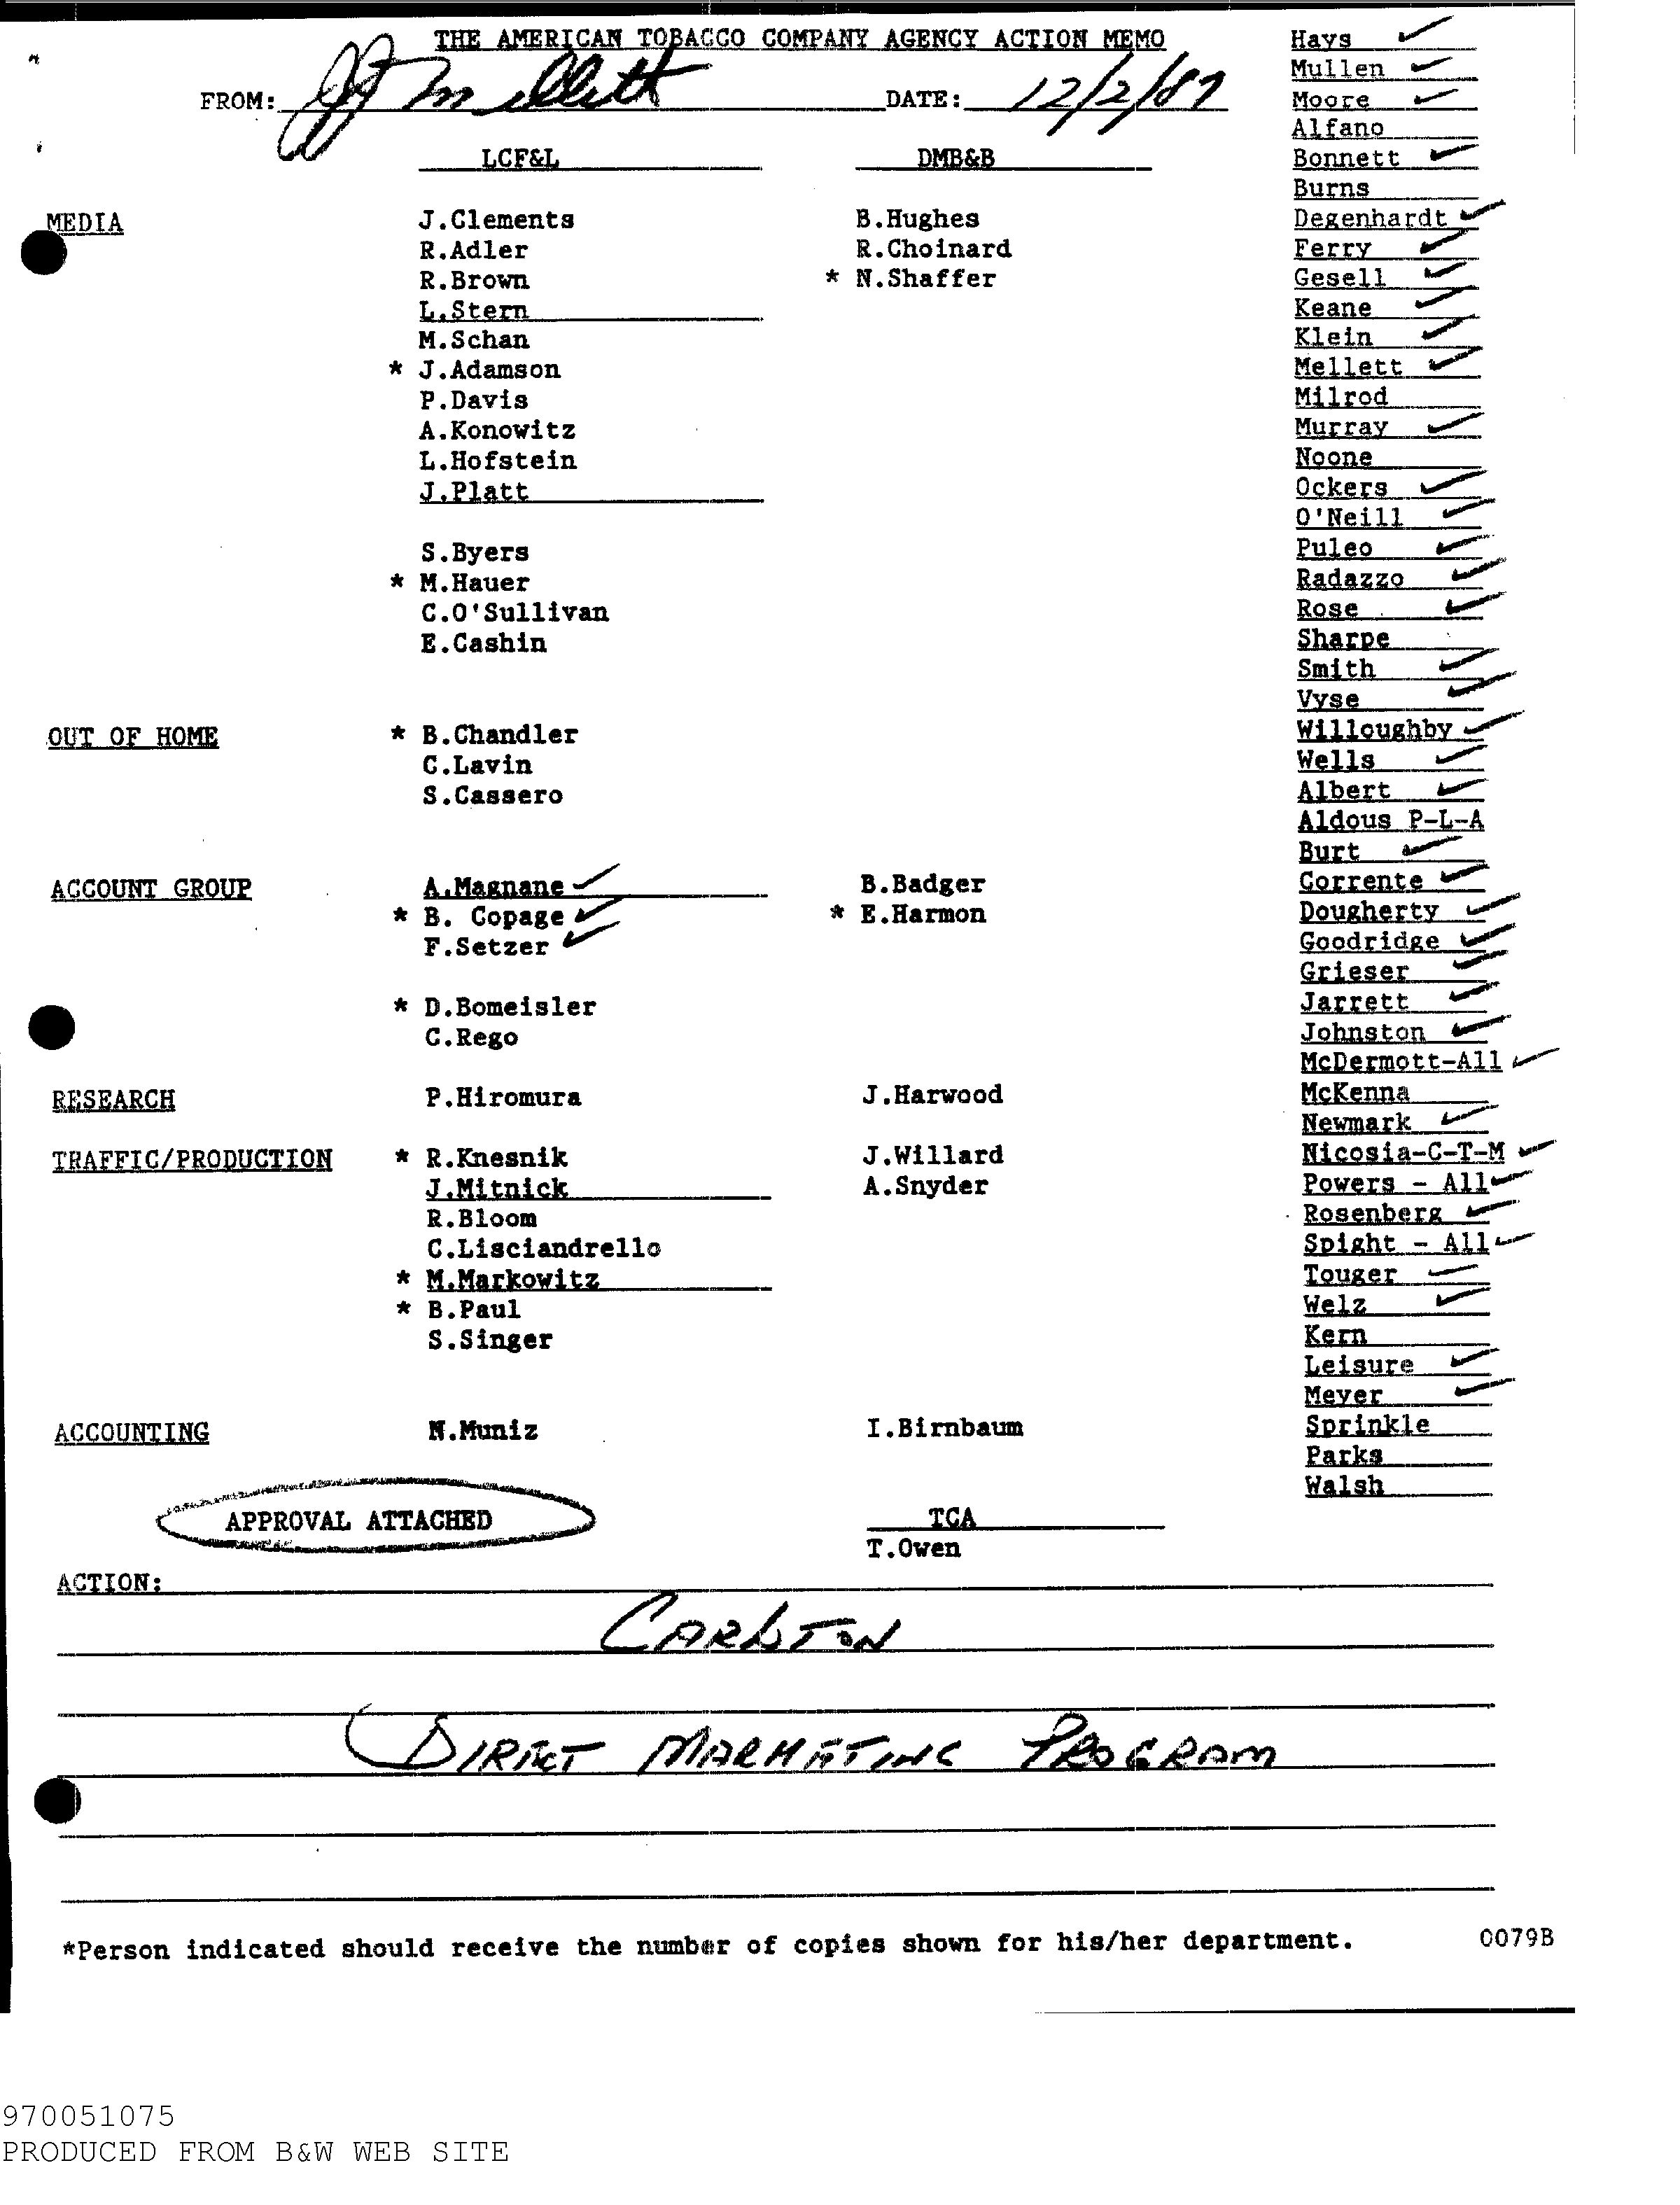 THE AMERICAN TOBACCO COMPANY AGENCY ACTION MEMO
FROM: DATE: 12/2/87
LCF&L DMB&B
MEDIA J.Clements B.Hughes
R.Adler R.Choinard
R.Brown * N.Shaffer
L.Stern
M.Schan
* J.Adamson
P.Davis
A.Konowitz
L.Hofstein
J.Platt
S.Byers
* M.Hauer
C.O'Sullivan
E.Cashin
OUT OF HOME * B.Chandler
C.Lavin
S.Cassero
ACCOUNT GROUP A.Magnane ✓ B.Badger
* B. Copage ✓ * E.Harmon
F.Setzer ✓
* D.Bomeisler
C.Rego
RESEARCH P.Hiromura J.Harwood
TRAFFIC/PRODUCTION * R.Knesnik J.Willard
J.Mitnick A.Snyder
R.Bloom
C.Lisciandrello
* M.Markowitz
* B.Paul
S.Singer
ACCOUNTING N.Muniz I.Birnbaum
APPROVAL ATTACHED TCA
T.Owen
Hays ✓
Mullen ✓
Moore ✓
Alfano
Bonnett ✓
Burns
Degenhardt ✓
Ferry ✓
Gesell ✓
Keane ✓
Klein ✓
Mellett ✓
Milrod
Murray ✓
Noone
Ockers ✓
O'Neill ✓
Puleo ✓
Radazzo ✓
Rose ✓
Sharpe
Smith ✓
Vyse ✓
Willoughby ✓
Wells ✓
Albert ✓
Aldous P-L-A
Burt ✓
Corrente ✓
Dougherty ✓
Goodridge ✓
Grieser ✓
Jarrett ✓
Johnston ✓
McDermott-All ✓
McKenna
Newmark ✓
Nicosia-C-T-M ✓
Powers - All ✓
Rosenberg ✓
Spight - All ✓
Touger ✓
Welz ✓
Kern
Leisure ✓
Meyer ✓
Sprinkle
Parks
Walsh
ACTION:
CARLTON
DIRECT MARKETING PROGRAM
*Person indicated should receive the number of copies shown for his/her department. 0079B
970051075
PRODUCED FROM B&W WEB SITE